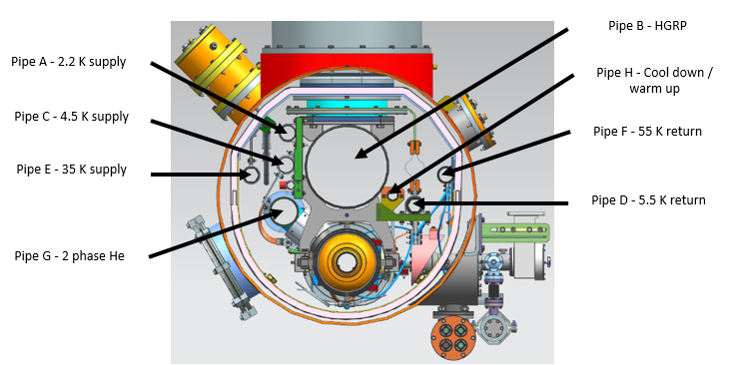 Pipe A - 2.2 K supply
Pipe C - 4.5 K supply
Pipe E - 35 K supply
Pipe G - 2 phase He
Pipe B - HGRP
Pipe H - Cool down /
warm up
Pipe F - 55 K return
Pipe D - 5.5 K return